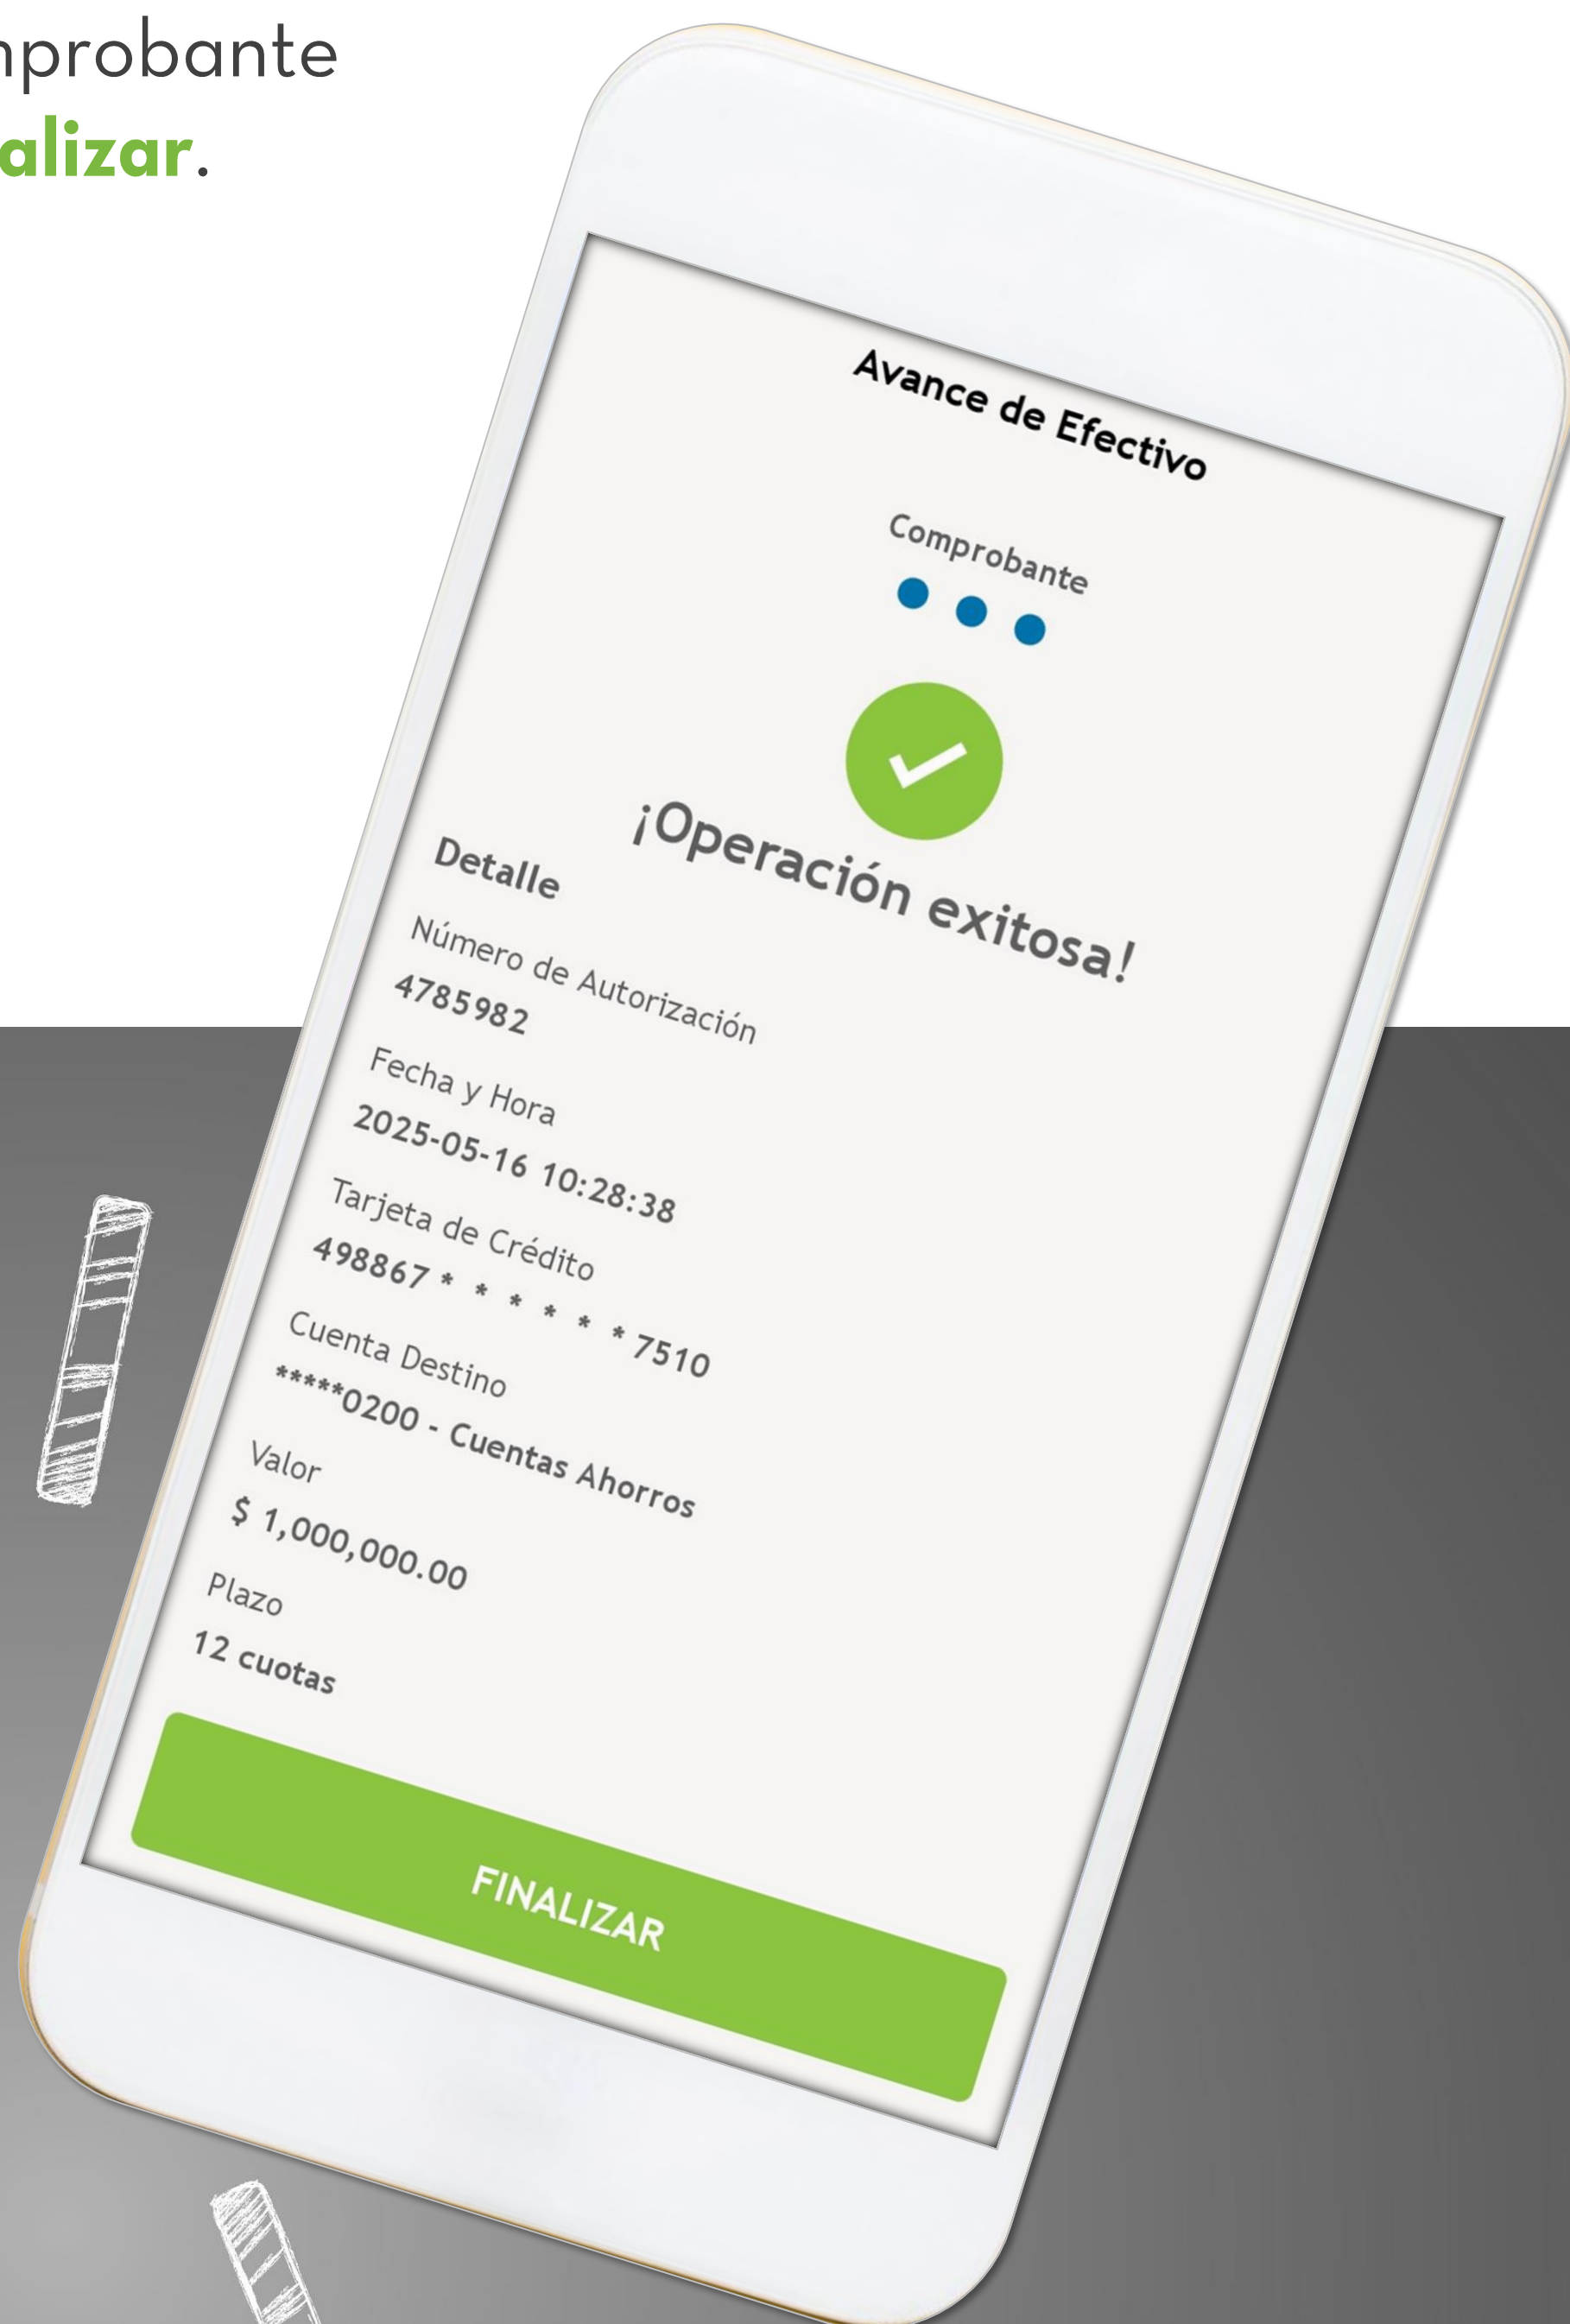 mprobante
alizar.
Avance de Efectivo
Comprobante
¡Operación exitosa!
Detalle
Número de Autorización
4785982
Fecha y Hora
2025-05-16 10:28:38
Tarjeta de Crédito
498867 * * * * * * 7510
Cuenta Destino
*****0200 - Cuentas Ahorros
Valor
$ 1,000,000.00
Plazo
12 cuotas
FINALIZAR